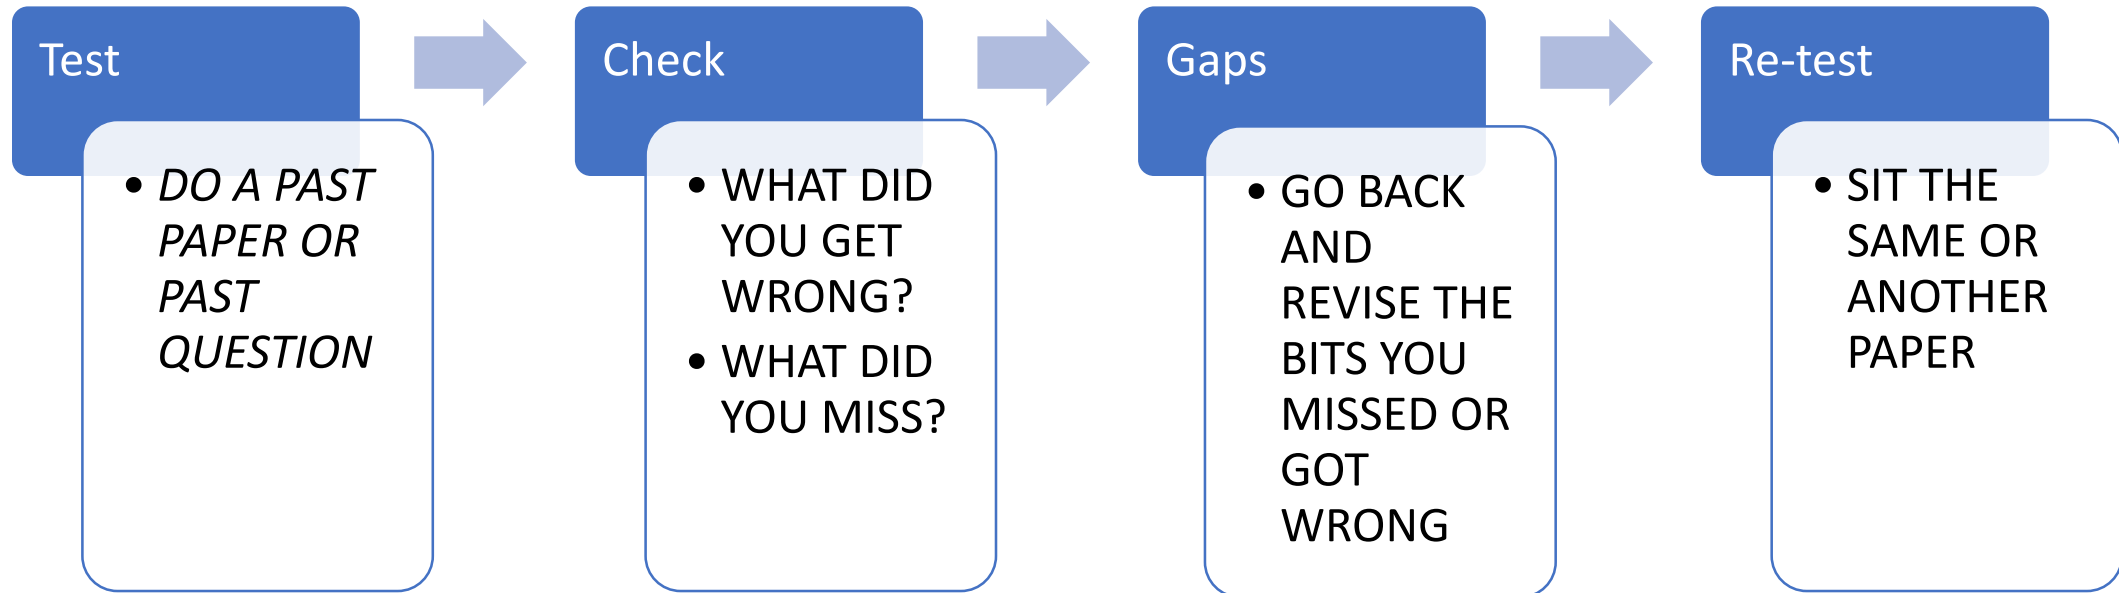 Test
• DO A PAST
PAPER OR
PAST
QUESTION
Check
• WHAT DID
YOU GET
WRONG?
• WHAT DID
YOU MISS?
Gaps
• GO BACK
AND
REVISE THE
BITS YOU
MISSED OR
GOT
WRONG
Re-test
• SIT THE
SAME OR
ANOTHER
PAPER